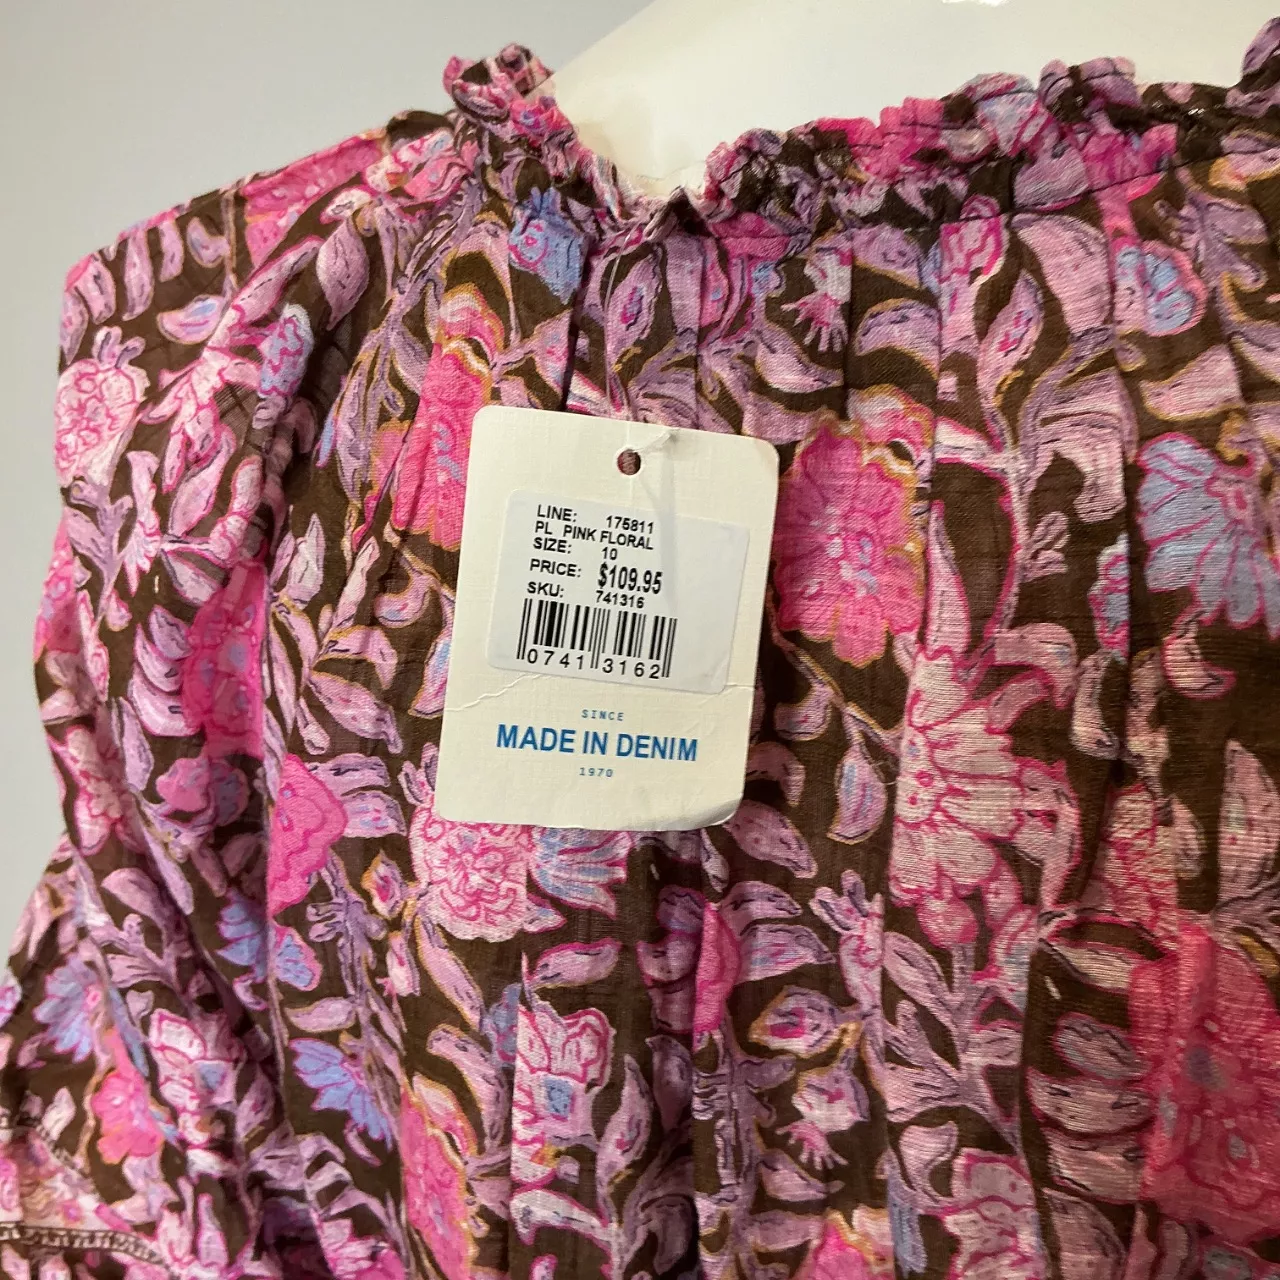 LINE: 175811
PL PINK FLORAL
SIZE: 10
PRICE: $109.95
SKU: 741316
0741 3162
SINCE
MADE IN DENIM
1970